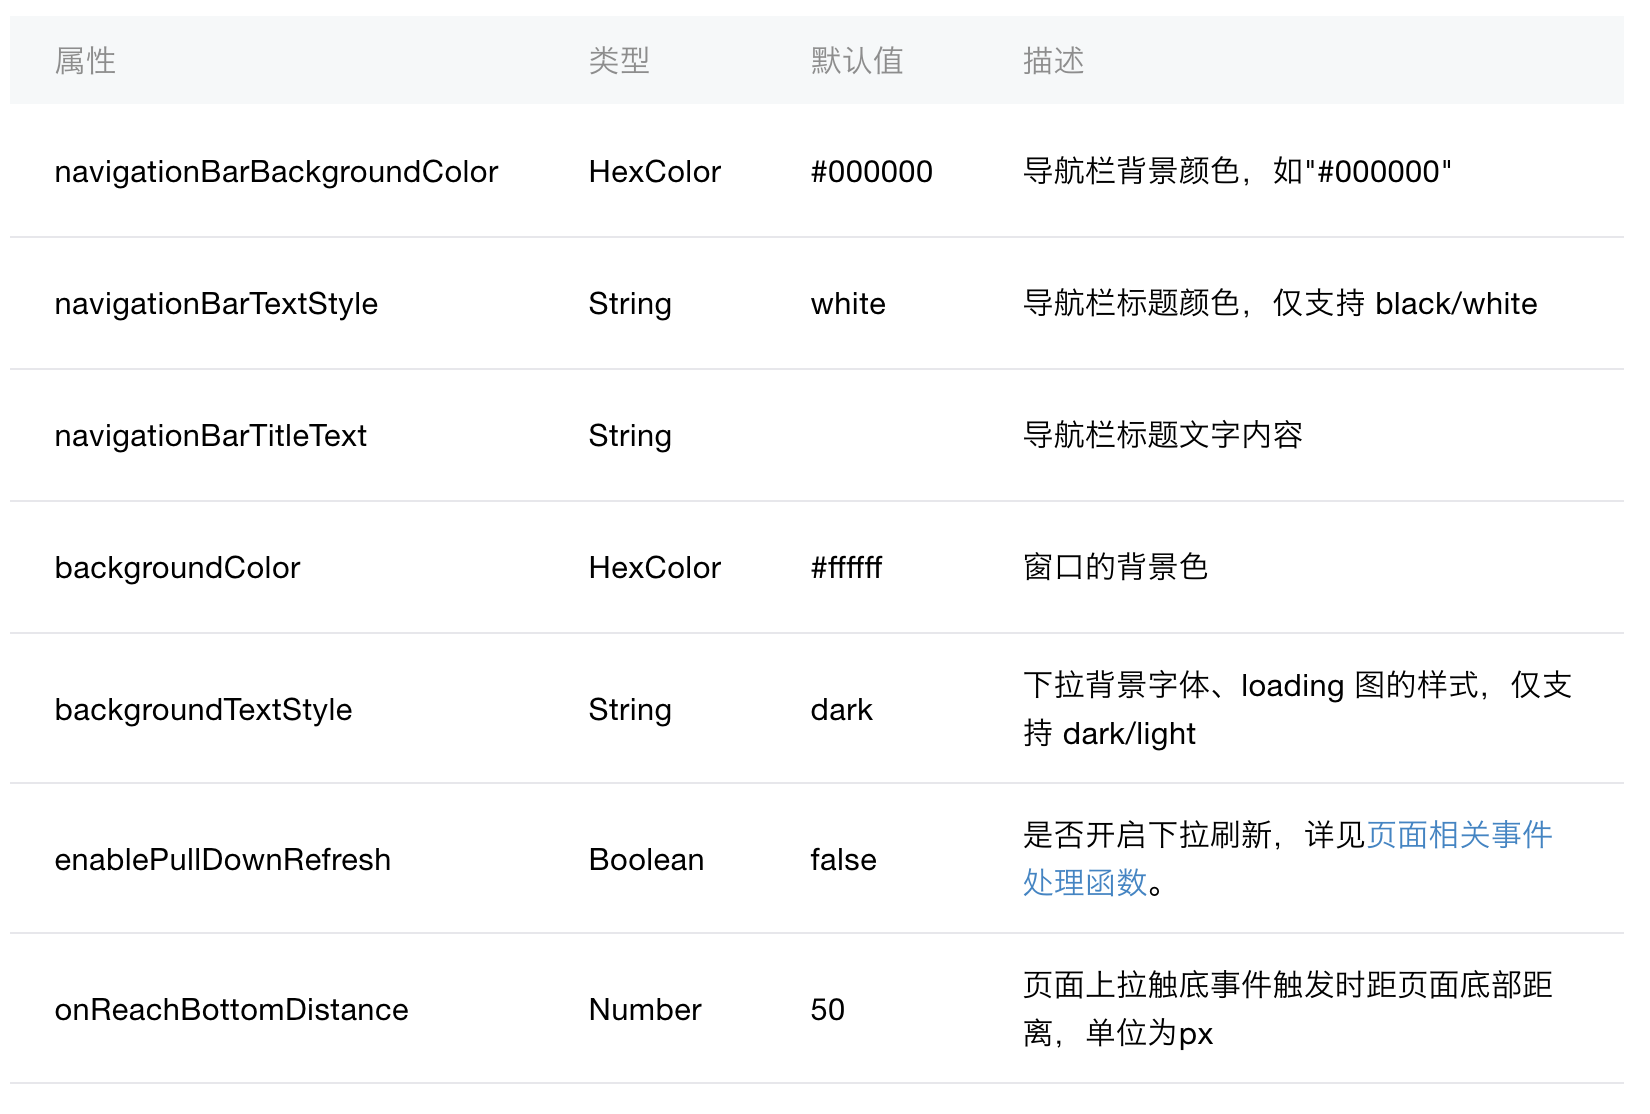 属性 类型 默认值 描述
navigationBarBackgroundColor HexColor #000000 导航栏背景颜色，如"#000000"
navigationBarTextStyle String white 导航栏标题颜色，仅支持 black/white
navigationBarTitleText String 导航栏标题文字内容
backgroundColor HexColor #ffffff 窗口的背景色
backgroundTextStyle String dark 下拉背景字体、loading 图的样式，仅支
持 dark/light
enablePullDownRefresh Boolean false 是否开启下拉刷新，详见页面相关事件
处理函数。
onReachBottomDistance Number 50 页面上拉触底事件触发时距页面底部距
离，单位为px